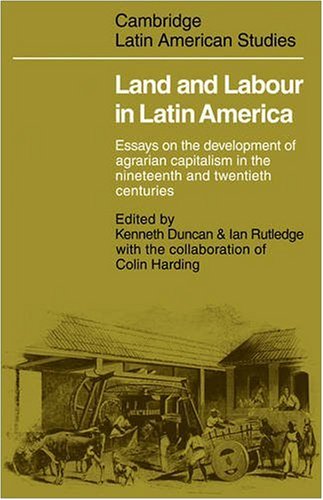 Cambridge
Latin American Studies
Land and Labour
in Latin America
Essays on the development of
agrarian capitalism in the
nineteenth and twentieth
centuries
Edited by
Kenneth Duncan & Ian Rutledge
with the collaboration of
Colin Harding